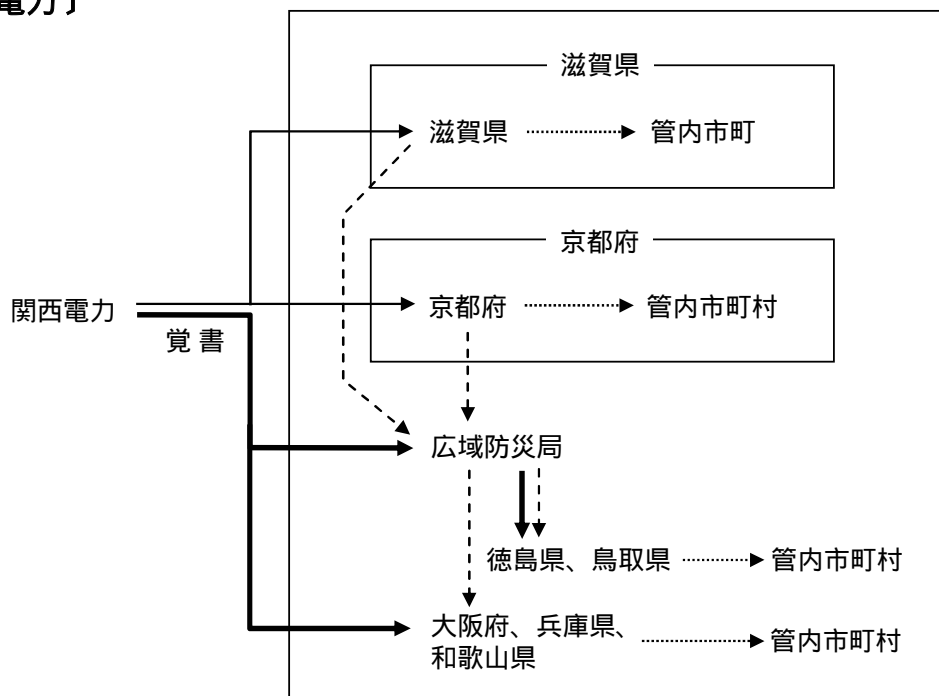 電力〕
滋賀県
滋賀県 管内市町
京都府
関西電力 京都府 管内市町村
覚書
広域防災局
徳島県、鳥取県 管内市町村
大阪府、兵庫県、 管内市町村
和歌山県